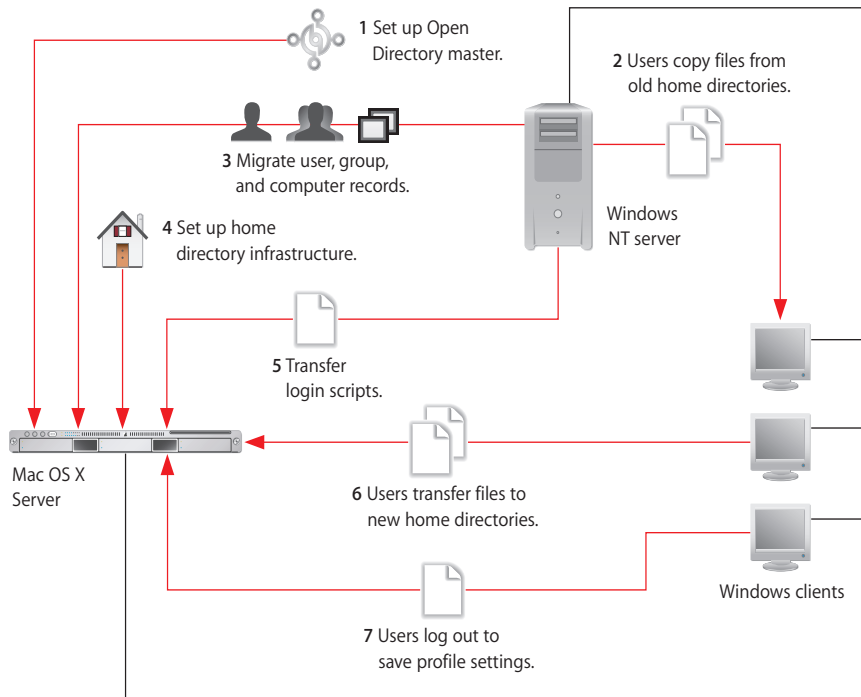 1 Set up Open
Directory master.
2 Users copy files from
old home directories.
3 Migrate user, group,
and computer records.
4 Set up home
directory infrastructure.
Windows
NT server
5 Transfer
login scripts.
Mac OS X
Server
6 Users transfer files to
new home directories.
Windows clients
7 Users log out to
save profile settings.